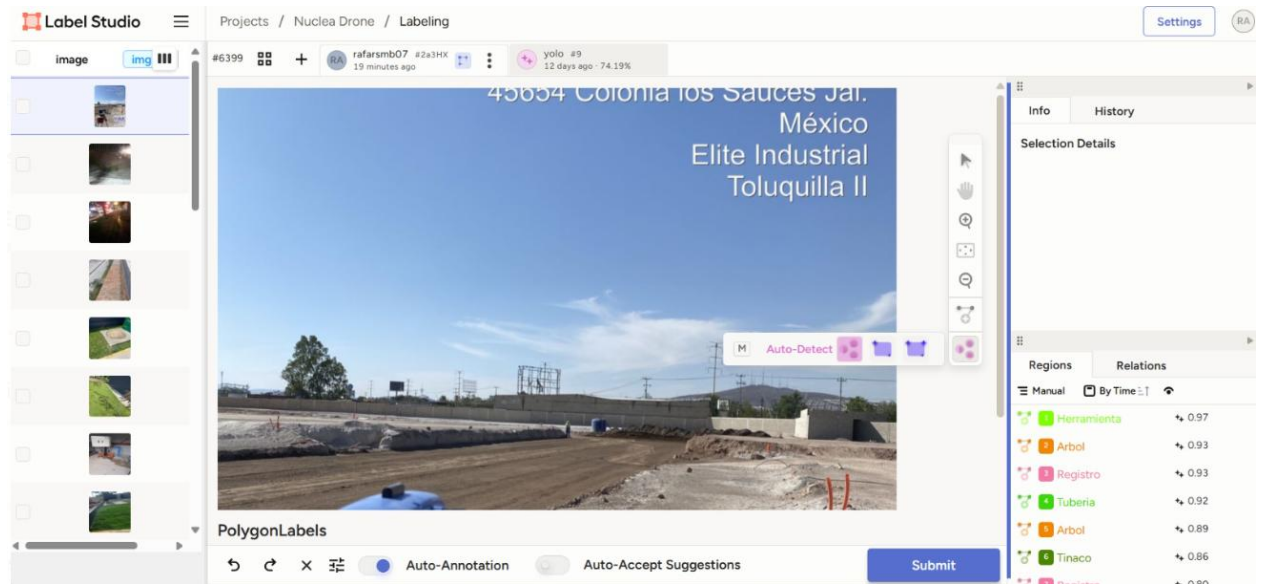 Label Studio
Projects / Nuclea Drone / Labeling
Settings
RA
image
img
#6399
RA
rafarsmb07 #2a3HX
19 minutes ago
yolo #9
12 days ago · 74.19%
45654 Colonia los Sauces Jal.
México
Elite Industrial
Toluquilla II
M Auto-Detect
PolygonLabels
Auto-Annotation
Auto-Accept Suggestions
Submit
Info
History
Selection Details
Regions
Relations
Manual
By Time
1 Herramienta 0.97
2 Arbol 0.93
3 Registro 0.93
4 Tuberia 0.92
5 Arbol 0.89
6 Tinaco 0.86